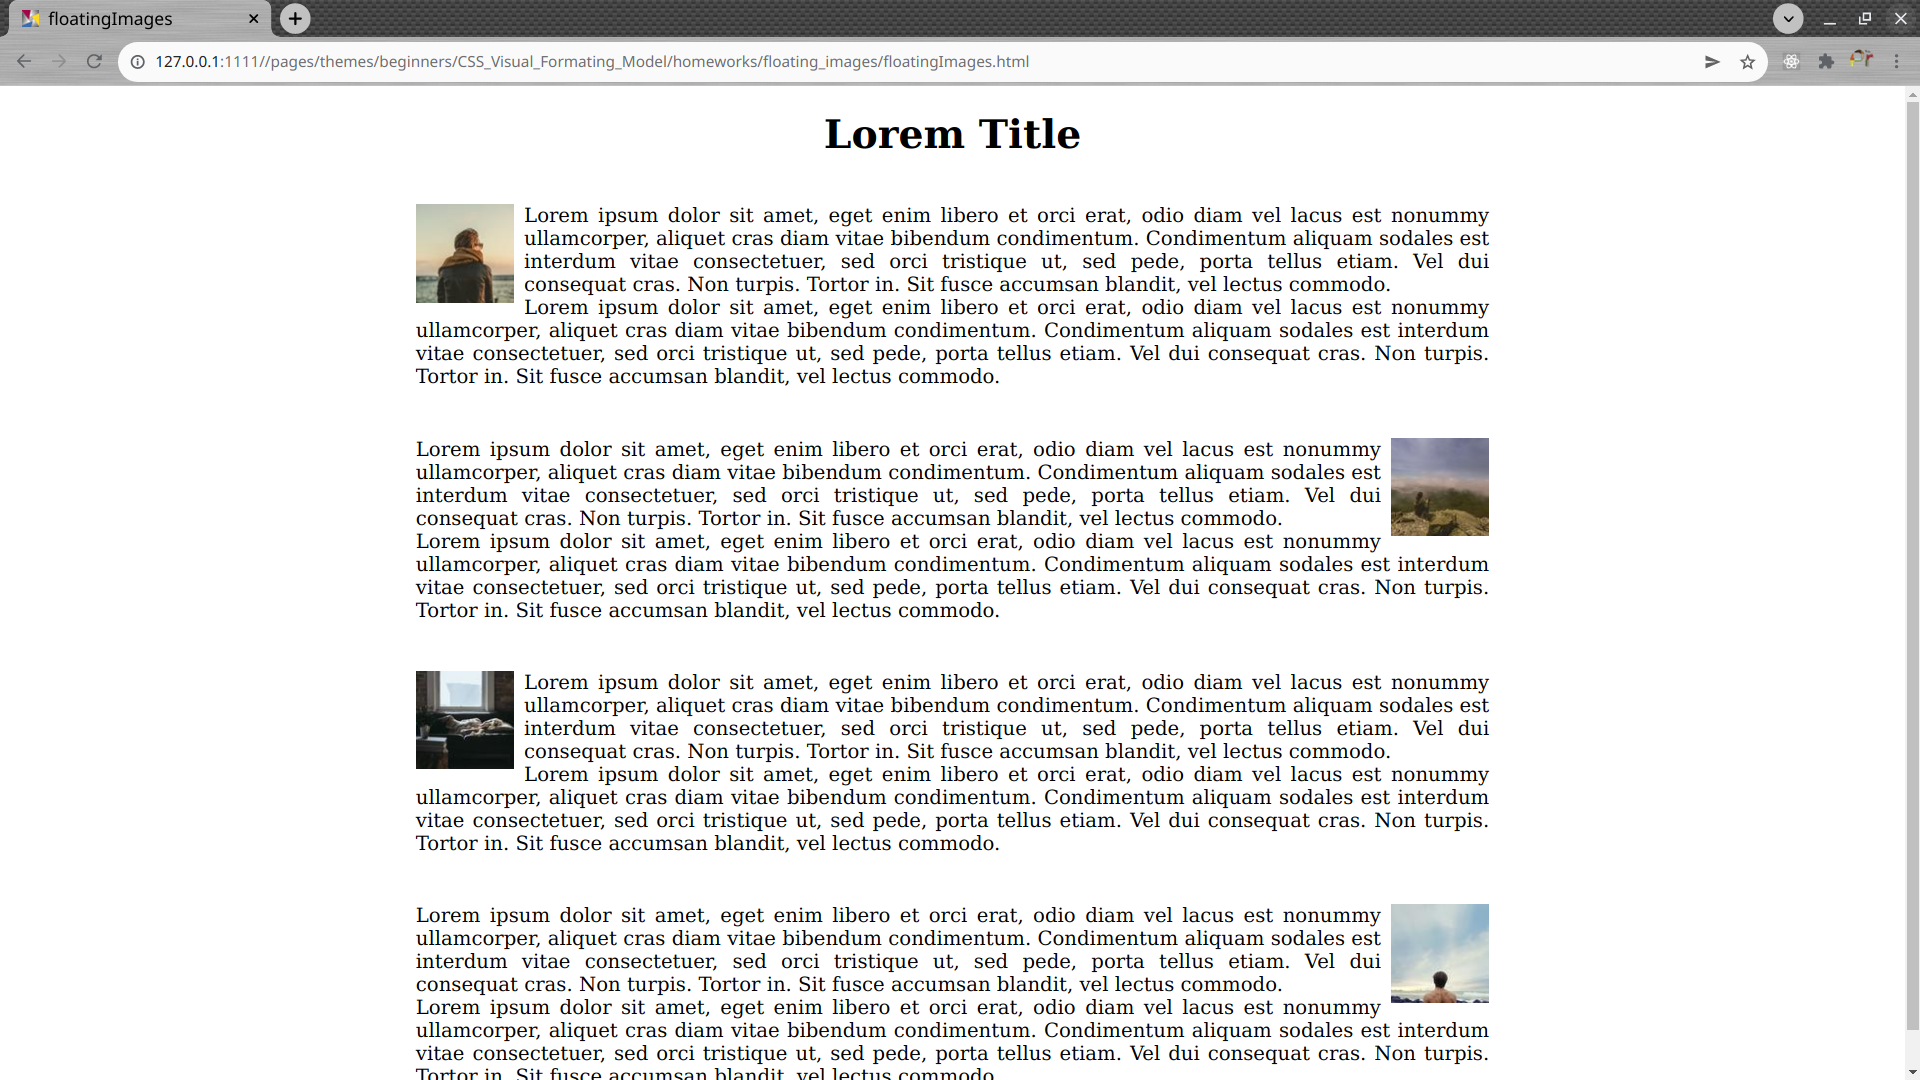 floatingImages
127.0.0.1:1111//pages/themes/beginners/CSS_Visual_Formating_Model/homeworks/floating_images/floatingImages.html
Lorem Title
Lorem ipsum dolor sit amet, eget enim libero et orci erat, odio diam vel lacus est nonummy
ullamcorper, aliquet cras diam vitae bibendum condimentum. Condimentum aliquam sodales est
interdum vitae consectetuer, sed orci tristique ut, sed pede, porta tellus etiam. Vel dui
consequat cras. Non turpis. Tortor in. Sit fusce accumsan blandit, vel lectus commodo.
Lorem ipsum dolor sit amet, eget enim libero et orci erat, odio diam vel lacus est nonummy
ullamcorper, aliquet cras diam vitae bibendum condimentum. Condimentum aliquam sodales est interdum
vitae consectetuer, sed orci tristique ut, sed pede, porta tellus etiam. Vel dui consequat cras. Non turpis.
Tortor in. Sit fusce accumsan blandit, vel lectus commodo.
Lorem ipsum dolor sit amet, eget enim libero et orci erat, odio diam vel lacus est nonummy
ullamcorper, aliquet cras diam vitae bibendum condimentum. Condimentum aliquam sodales est
interdum vitae consectetuer, sed orci tristique ut, sed pede, porta tellus etiam. Vel dui
consequat cras. Non turpis. Tortor in. Sit fusce accumsan blandit, vel lectus commodo.
Lorem ipsum dolor sit amet, eget enim libero et orci erat, odio diam vel lacus est nonummy
ullamcorper, aliquet cras diam vitae bibendum condimentum. Condimentum aliquam sodales est interdum
vitae consectetuer, sed orci tristique ut, sed pede, porta tellus etiam. Vel dui consequat cras. Non turpis.
Tortor in. Sit fusce accumsan blandit, vel lectus commodo.
Lorem ipsum dolor sit amet, eget enim libero et orci erat, odio diam vel lacus est nonummy
ullamcorper, aliquet cras diam vitae bibendum condimentum. Condimentum aliquam sodales est
interdum vitae consectetuer, sed orci tristique ut, sed pede, porta tellus etiam. Vel dui
consequat cras. Non turpis. Tortor in. Sit fusce accumsan blandit, vel lectus commodo.
Lorem ipsum dolor sit amet, eget enim libero et orci erat, odio diam vel lacus est nonummy
ullamcorper, aliquet cras diam vitae bibendum condimentum. Condimentum aliquam sodales est interdum
vitae consectetuer, sed orci tristique ut, sed pede, porta tellus etiam. Vel dui consequat cras. Non turpis.
Tortor in. Sit fusce accumsan blandit, vel lectus commodo.
Lorem ipsum dolor sit amet, eget enim libero et orci erat, odio diam vel lacus est nonummy
ullamcorper, aliquet cras diam vitae bibendum condimentum. Condimentum aliquam sodales est
interdum vitae consectetuer, sed orci tristique ut, sed pede, porta tellus etiam. Vel dui
consequat cras. Non turpis. Tortor in. Sit fusce accumsan blandit, vel lectus commodo.
Lorem ipsum dolor sit amet, eget enim libero et orci erat, odio diam vel lacus est nonummy
ullamcorper, aliquet cras diam vitae bibendum condimentum. Condimentum aliquam sodales est interdum
vitae consectetuer, sed orci tristique ut, sed pede, porta tellus etiam. Vel dui consequat cras. Non turpis.
Tortor in. Sit fusce accumsan blandit, vel lectus commodo.